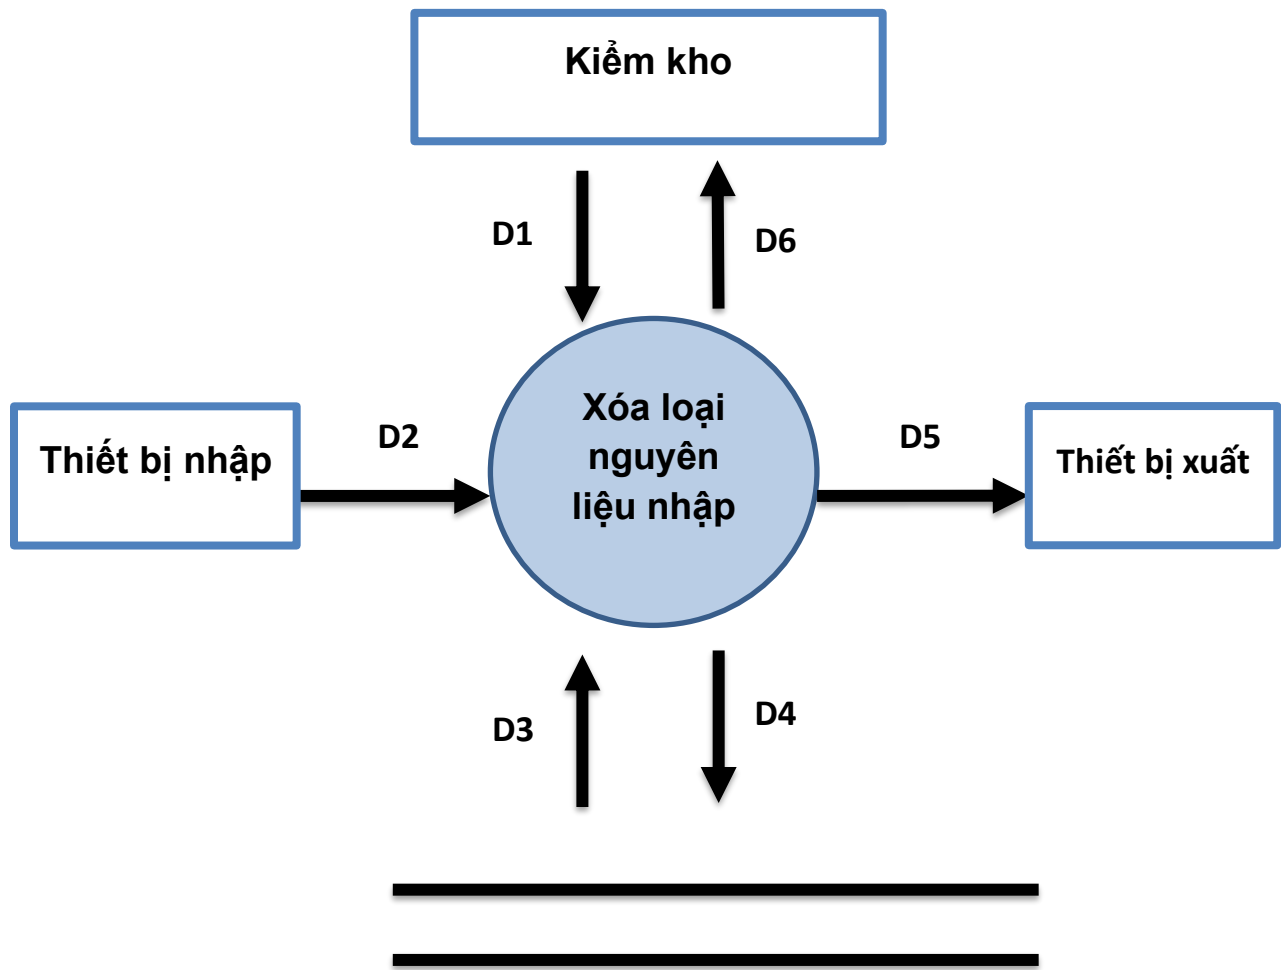 Kiểm kho
D1
D6
Thiết bị nhập
D2
Xóa loại
nguyên
liệu nhập
D5
Thiết bị xuất
D3
D4